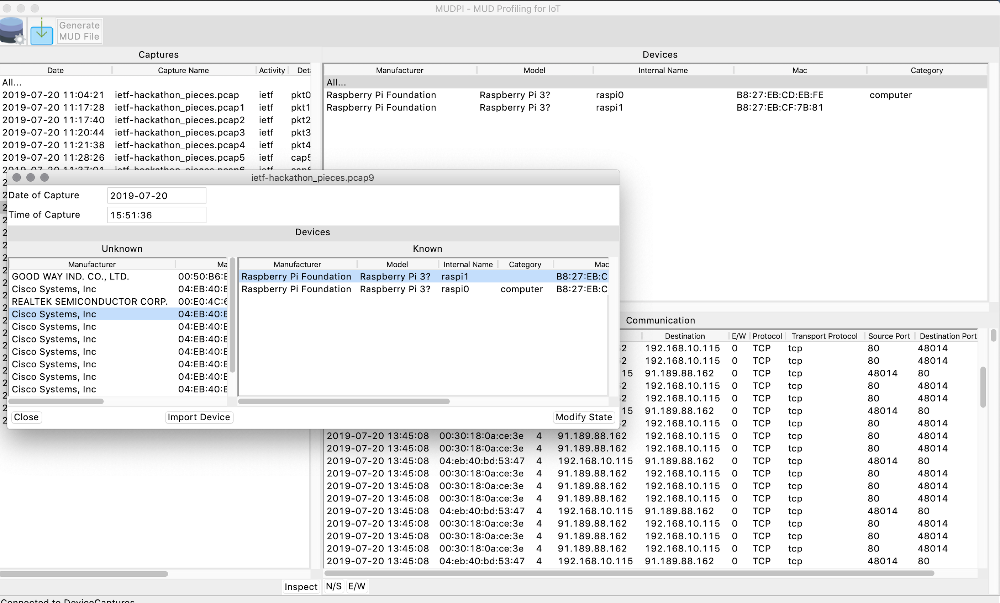 MUDPI - MUD Profiling for IoT
Generate
MUD File
Captures
Date Capture Name Activity
All...
2019-07-20 11:04:21 ietf-hackathon_pieces.pcap ietf pkt0
2019-07-20 11:17:28 ietf-hackathon_pieces.pcap1 ietf pkt1
2019-07-20 11:17:40 ietf-hackathon_pieces.pcap2 ietf pkt2
2019-07-20 11:20:44 ietf-hackathon_pieces.pcap3 ietf pkt3
2019-07-20 11:21:38 ietf-hackathon_pieces.pcap4 ietf pkt4
2019-07-20 11:28:26 ietf-hackathon_pieces.pcap5 ietf cap5
Devices
Manufacturer Model Internal Name Mac Category
All...
Raspberry Pi Foundation Raspberry Pi 3? raspi0 B8:27:EB:CD:EB:FE computer
Raspberry Pi Foundation Raspberry Pi 3? raspi1 B8:27:EB:CF:7B:81
ietf-hackathon_pieces.pcap9
Date of Capture 2019-07-20
Time of Capture 15:51:36
Devices
Unknown
Manufacturer Ma
GOOD WAY IND. CO., LTD. 00:50:B6:E
Cisco Systems, Inc 04:EB:40:E
REALTEK SEMICONDUCTOR CORP. 00:E0:4C:6
Cisco Systems, Inc 04:EB:40:E
Cisco Systems, Inc 04:EB:40:E
Cisco Systems, Inc 04:EB:40:E
Cisco Systems, Inc 04:EB:40:E
Cisco Systems, Inc 04:EB:40:E
Cisco Systems, Inc 04:EB:40:E
Cisco Systems, Inc 04:EB:40:E
Known
Manufacturer Model Internal Name Category Mac
Raspberry Pi Foundation Raspberry Pi 3? raspi1 B8:27:EB:C
Raspberry Pi Foundation Raspberry Pi 3? raspi0 computer B8:27:EB:C
Close Import Device Modify State
Communication
Destination E/W Protocol Transport Protocol Source Port Destination Port
192.168.10.115 0 TCP tcp 80 48014
192.168.10.115 0 TCP tcp 80 48014
15 91.189.88.162 0 TCP tcp 48014 80
192.168.10.115 0 TCP tcp 80 48014
192.168.10.115 0 TCP tcp 80 48014
15 91.189.88.162 0 TCP tcp 48014 80
192.168.10.115 0 TCP tcp 80 48014
2019-07-20 13:45:08 00:30:18:0a:ce:3e 4 91.189.88.162 192.168.10.115 0 TCP tcp 80 48014
2019-07-20 13:45:08 00:30:18:0a:ce:3e 4 91.189.88.162 192.168.10.115 0 TCP tcp 80 48014
2019-07-20 13:45:08 04:eb:40:bd:53:47 4 192.168.10.115 91.189.88.162 0 TCP tcp 48014 80
2019-07-20 13:45:08 00:30:18:0a:ce:3e 4 91.189.88.162 192.168.10.115 0 TCP tcp 80 48014
2019-07-20 13:45:08 00:30:18:0a:ce:3e 4 91.189.88.162 192.168.10.115 0 TCP tcp 80 48014
2019-07-20 13:45:08 00:30:18:0a:ce:3e 4 91.189.88.162 192.168.10.115 0 TCP tcp 80 48014
2019-07-20 13:45:08 04:eb:40:bd:53:47 4 192.168.10.115 91.189.88.162 0 TCP tcp 48014 80
2019-07-20 13:45:08 00:30:18:0a:ce:3e 4 91.189.88.162 192.168.10.115 0 TCP tcp 80 48014
2019-07-20 13:45:08 00:30:18:0a:ce:3e 4 91.189.88.162 192.168.10.115 0 TCP tcp 80 48014
2019-07-20 13:45:08 00:30:18:0a:ce:3e 4 91.189.88.162 192.168.10.115 0 TCP tcp 80 48014
2019-07-20 13:45:08 04:eb:40:bd:53:47 4 192.168.10.115 91.189.88.162 0 TCP tcp 48014 80
Inspect N/S E/W
Connected to DeviceCaptures